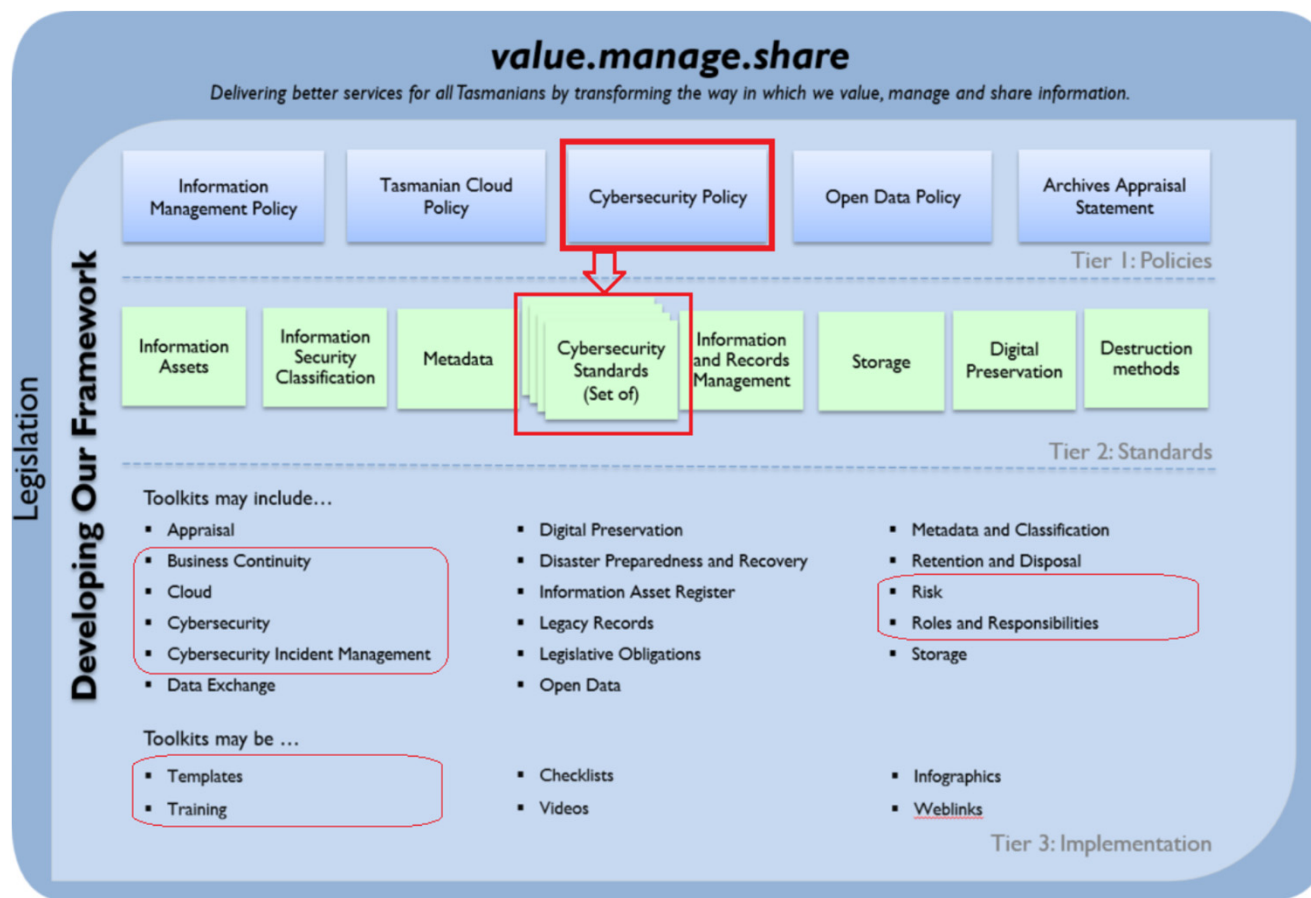 value.manage.share
Delivering better services for all Tasmanians by transforming the way in which we value, manage and share information.
Legislation
Developing Our Framework
Information
Management Policy
Tasmanian Cloud
Policy
Cybersecurity Policy
Open Data Policy
Archives Appraisal
Statement
Tier 1: Policies
Information
Assets
Information
Security
Classification
Metadata
Cybersecurity
Standards
(Set of)
Information
and Records
Management
Storage
Digital
Preservation
Destruction
methods
Tier 2: Standards
Toolkits may include…
▪ Appraisal
▪ Business Continuity
▪ Cloud
▪ Cybersecurity
▪ Cybersecurity Incident Management
▪ Data Exchange
▪ Digital Preservation
▪ Disaster Preparedness and Recovery
▪ Information Asset Register
▪ Legacy Records
▪ Legislative Obligations
▪ Open Data
▪ Metadata and Classification
▪ Retention and Disposal
▪ Risk
▪ Roles and Responsibilities
▪ Storage
Toolkits may be …
▪ Templates
▪ Training
▪ Checklists
▪ Videos
▪ Infographics
▪ Weblinks
Tier 3: Implementation